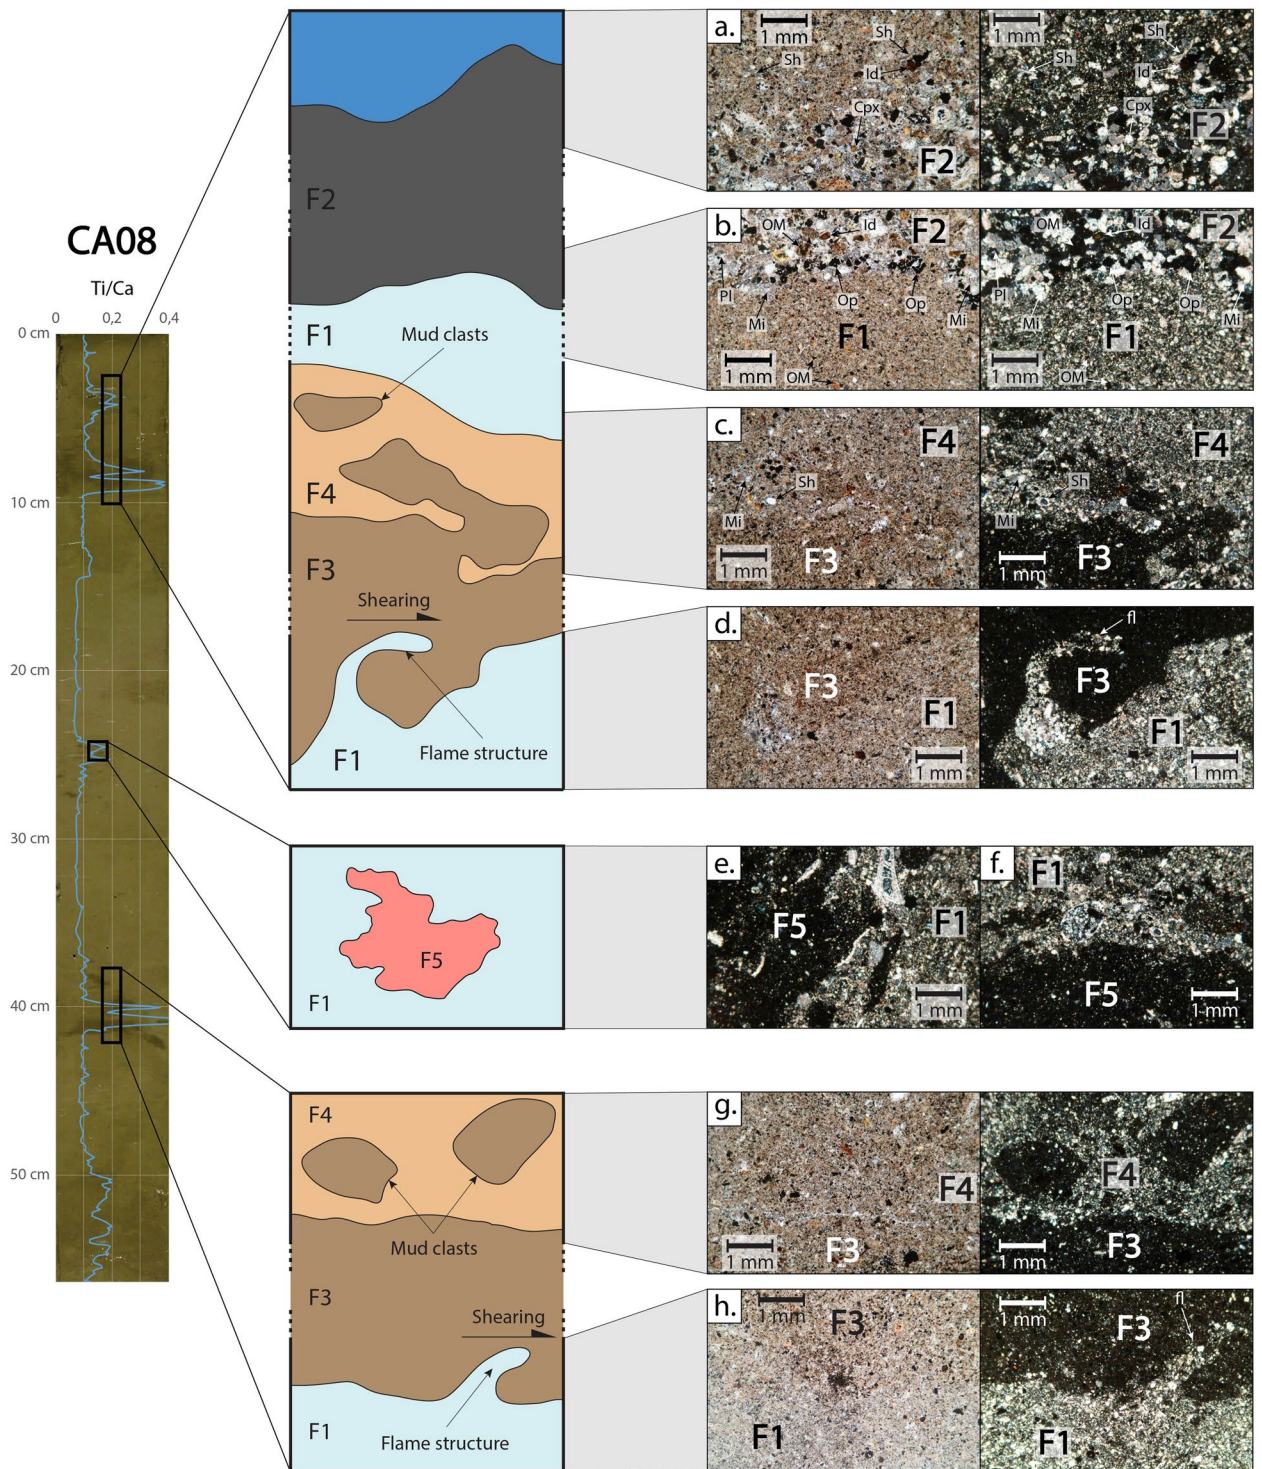 CA08
Ti/Ca
0 0,2 0,4
0 cm
10 cm
20 cm
30 cm
40 cm
50 cm
F2
F1
Mud clasts
F4
F3
Shearing
Flame structure
F1
F5
F1
F4
Mud clasts
F3
Shearing
F1
Flame structure
a.
1 mm
Sh
Sh
Id
Cpx
F2
1 mm
Sh
Sh
Id
Cpx
F2
b.
OM
Id
F2
Pl
Mi
Op
Op
Mi
F1
1 mm
OM
OM
Id
F2
Pl
Mi
Op
Op
Mi
F1
1 mm
OM
c.
F4
Sh
Mi
F3
1 mm
F4
Sh
Mi
F3
1 mm
d.
F3
F1
1 mm
fl
F3
F1
1 mm
e.
F5
F1
1 mm
f.
F1
F5
1 mm
g.
F4
F3
1 mm
F4
F3
1 mm
h.
1 mm
F3
F1
1 mm
fl
F3
F1